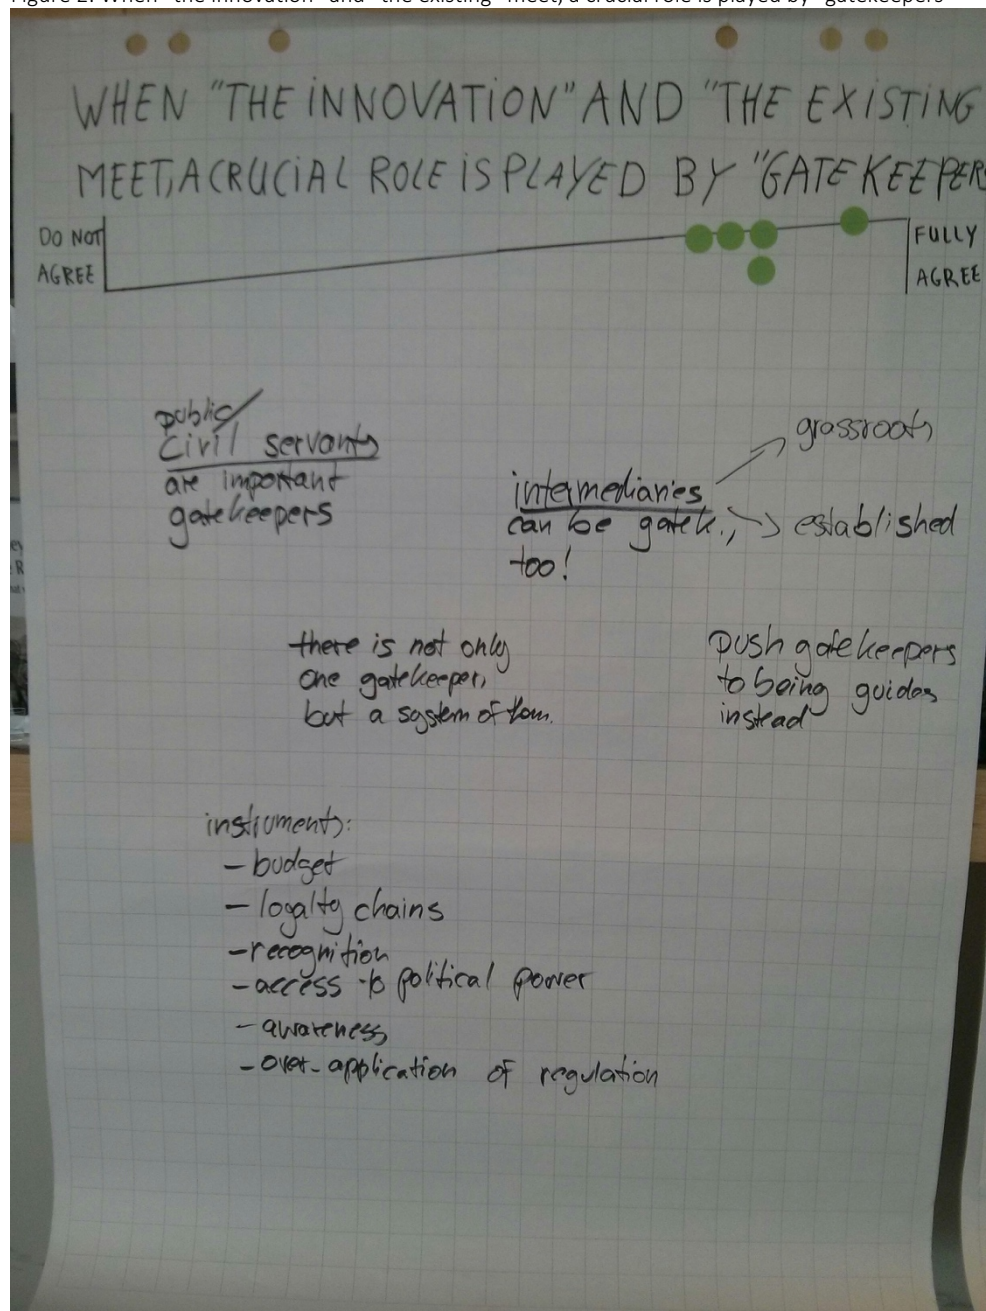 Figure 2: When "the innovation" and "the existing" meet, a crucial role is played by "gatekeepers"
WHEN "THE INNOVATION" AND "THE EXISTING
MEET, A CRUCIAL ROLE IS PLAYED BY "GATEKEEPER
DO NOT
AGREE
FULLY
AGREE
public/
civil servants
are important
gatekeepers
grassroots
intermediaries
can be gatek.,
too!
established
there is not only
one gatekeeper,
but a system of them.
push gatekeepers
to being guides
instead
instruments:
- budget
- loyalty chains
- recognition
- access to political power
- awareness
- over-application of regulation